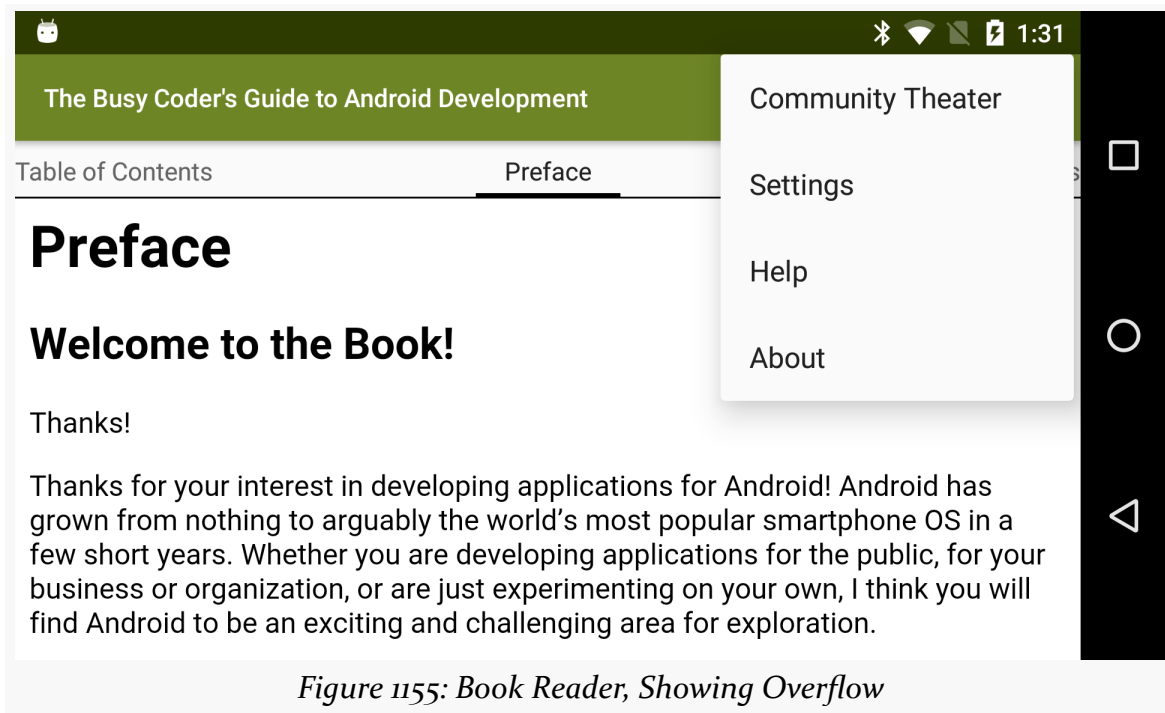 1:31
The Busy Coder's Guide to Android Development
Community Theater
Settings
Help
About
Table of Contents
Preface
s
Preface
Welcome to the Book!
Thanks!
Thanks for your interest in developing applications for Android! Android has
grown from nothing to arguably the world’s most popular smartphone OS in a
few short years. Whether you are developing applications for the public, for your
business or organization, or are just experimenting on your own, I think you will
find Android to be an exciting and challenging area for exploration.
Figure 1155: Book Reader, Showing Overflow